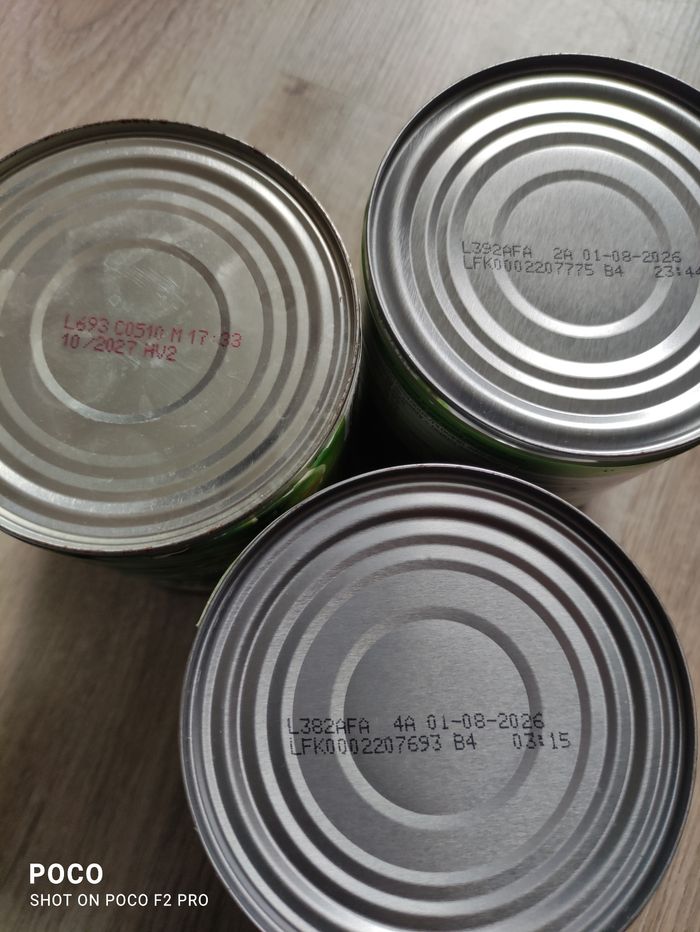 L693 C0510 M 17:33
10/2027 HV2
L392AFA 2A 01-08-2026
LFK0002207775 B4 23:44
L382AFA 4A 01-08-2026
LFK0002207693 B4 03:15
POCO
SHOT ON POCO F2 PRO